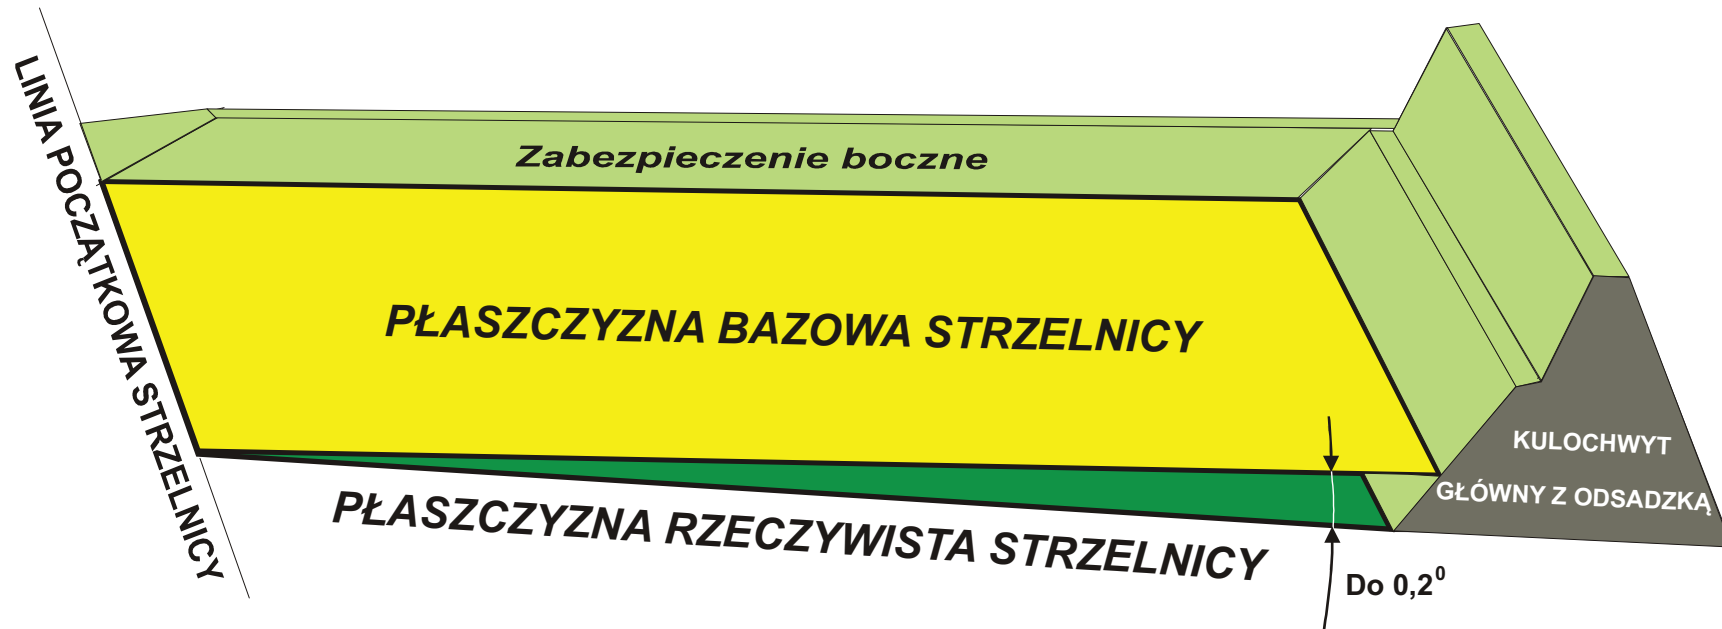 LINIA POCZĄTKOWA STRZELNICY
Zabezpieczenie boczne
PŁASZCZYZNA BAZOWA STRZELNICY
KULOCHWYT
GŁÓWNY Z ODSADZKĄ
PŁASZCZYZNA RZECZYWISTA STRZELNICY
Do 0,2⁰